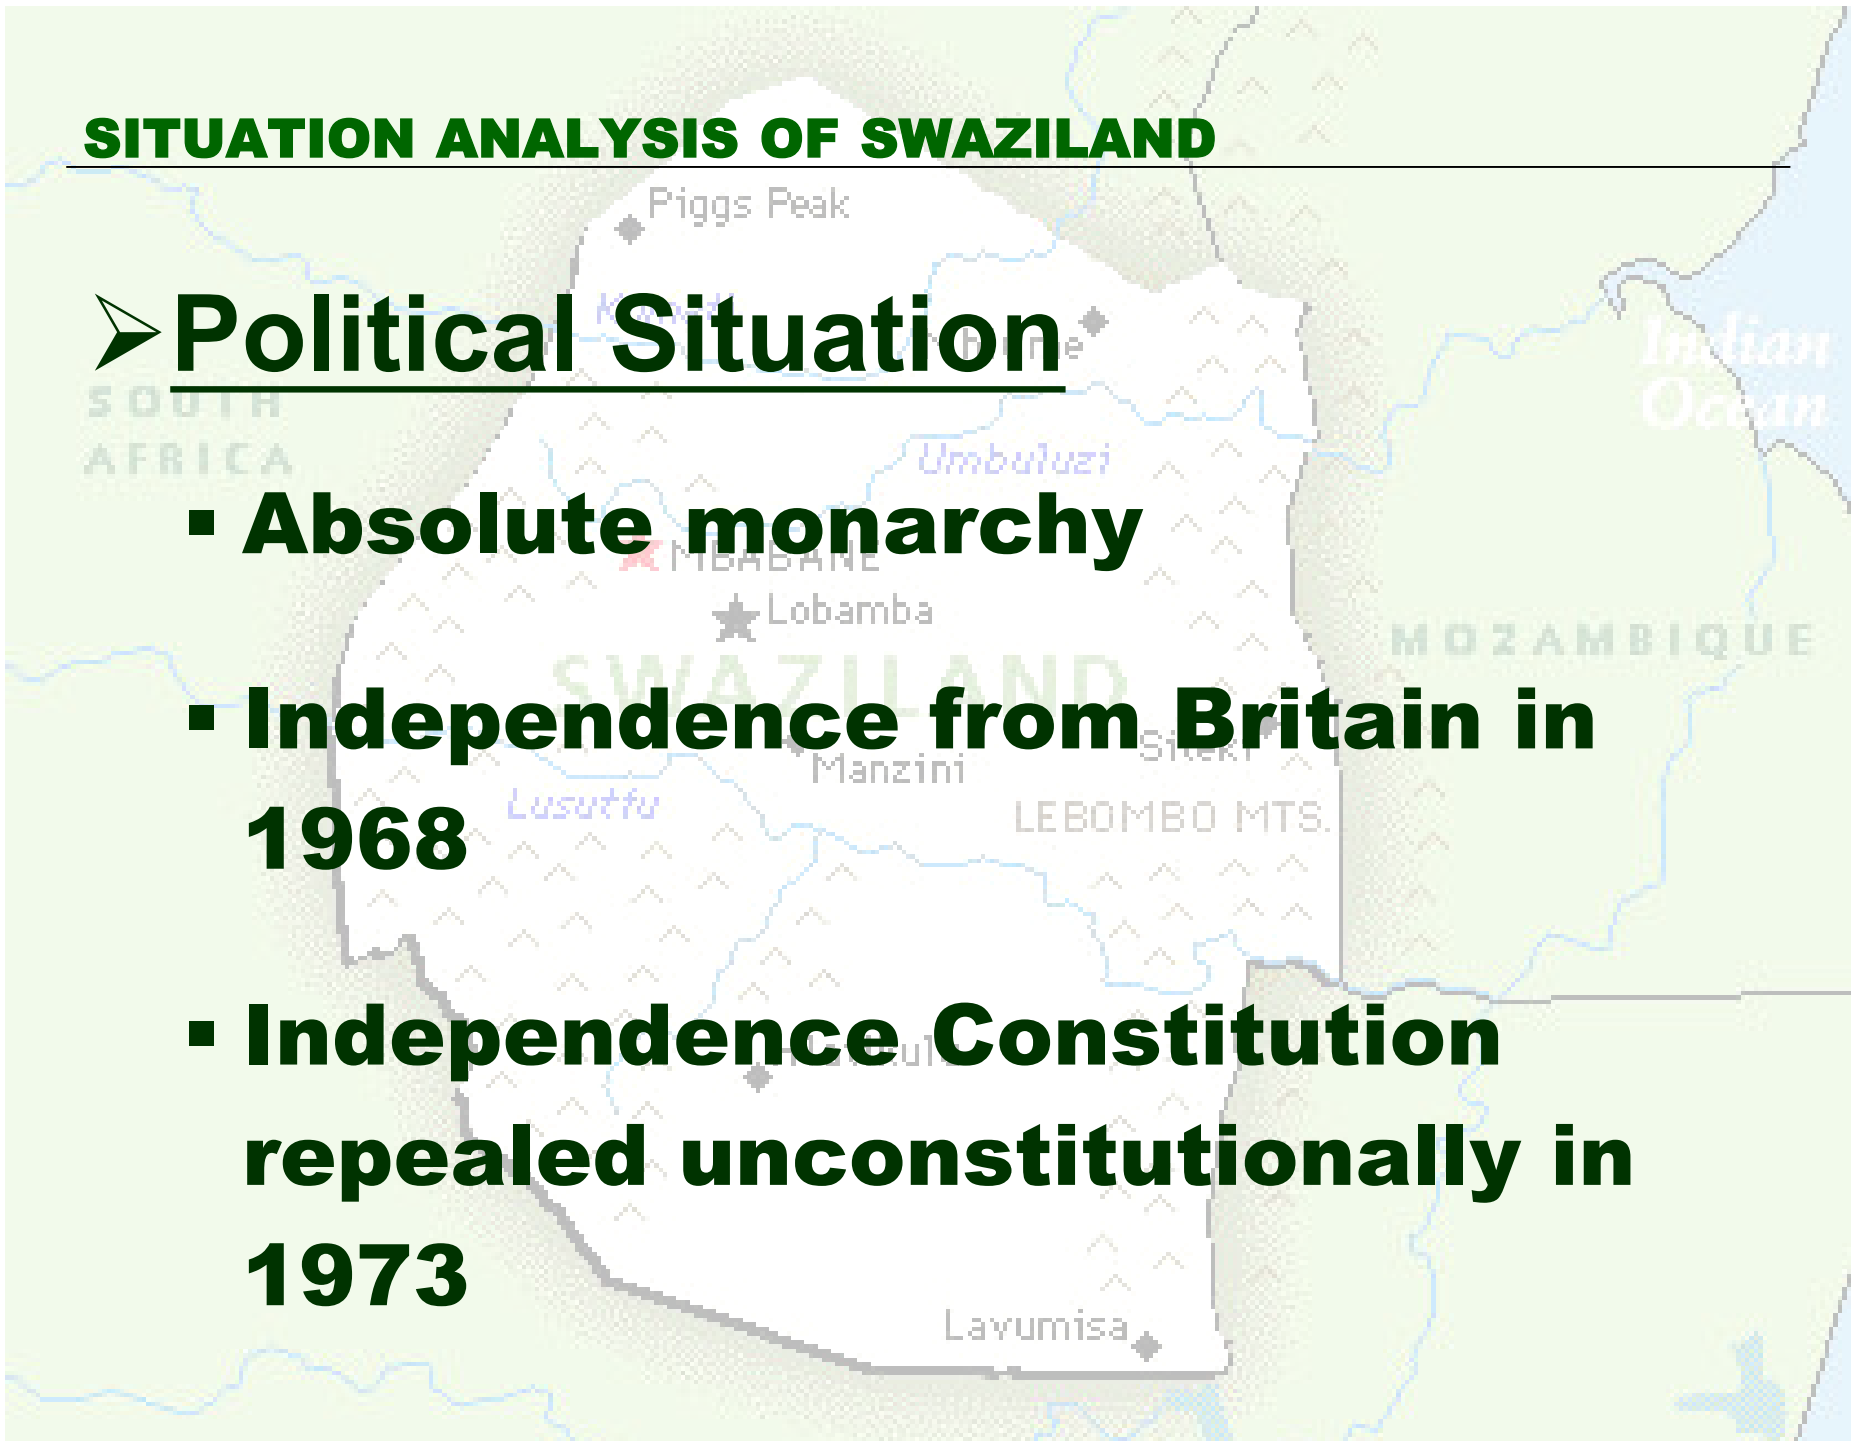 SITUATION ANALYSIS OF SWAZILAND
Piggs Peak
➢Political Situation
SOUTH
AFRICA
Indian
Ocean
Umbuluzi
▪ Absolute monarchy
MBABANE
Lobamba
MOZAMBIQUE
SWAZILAND
▪ Independence from Britain in
Manzini
Siteki
Lusutfu
LEBOMBO MTS.
1968
▪ Independence Constitution
repealed unconstitutionally in
1973
Lavumisa